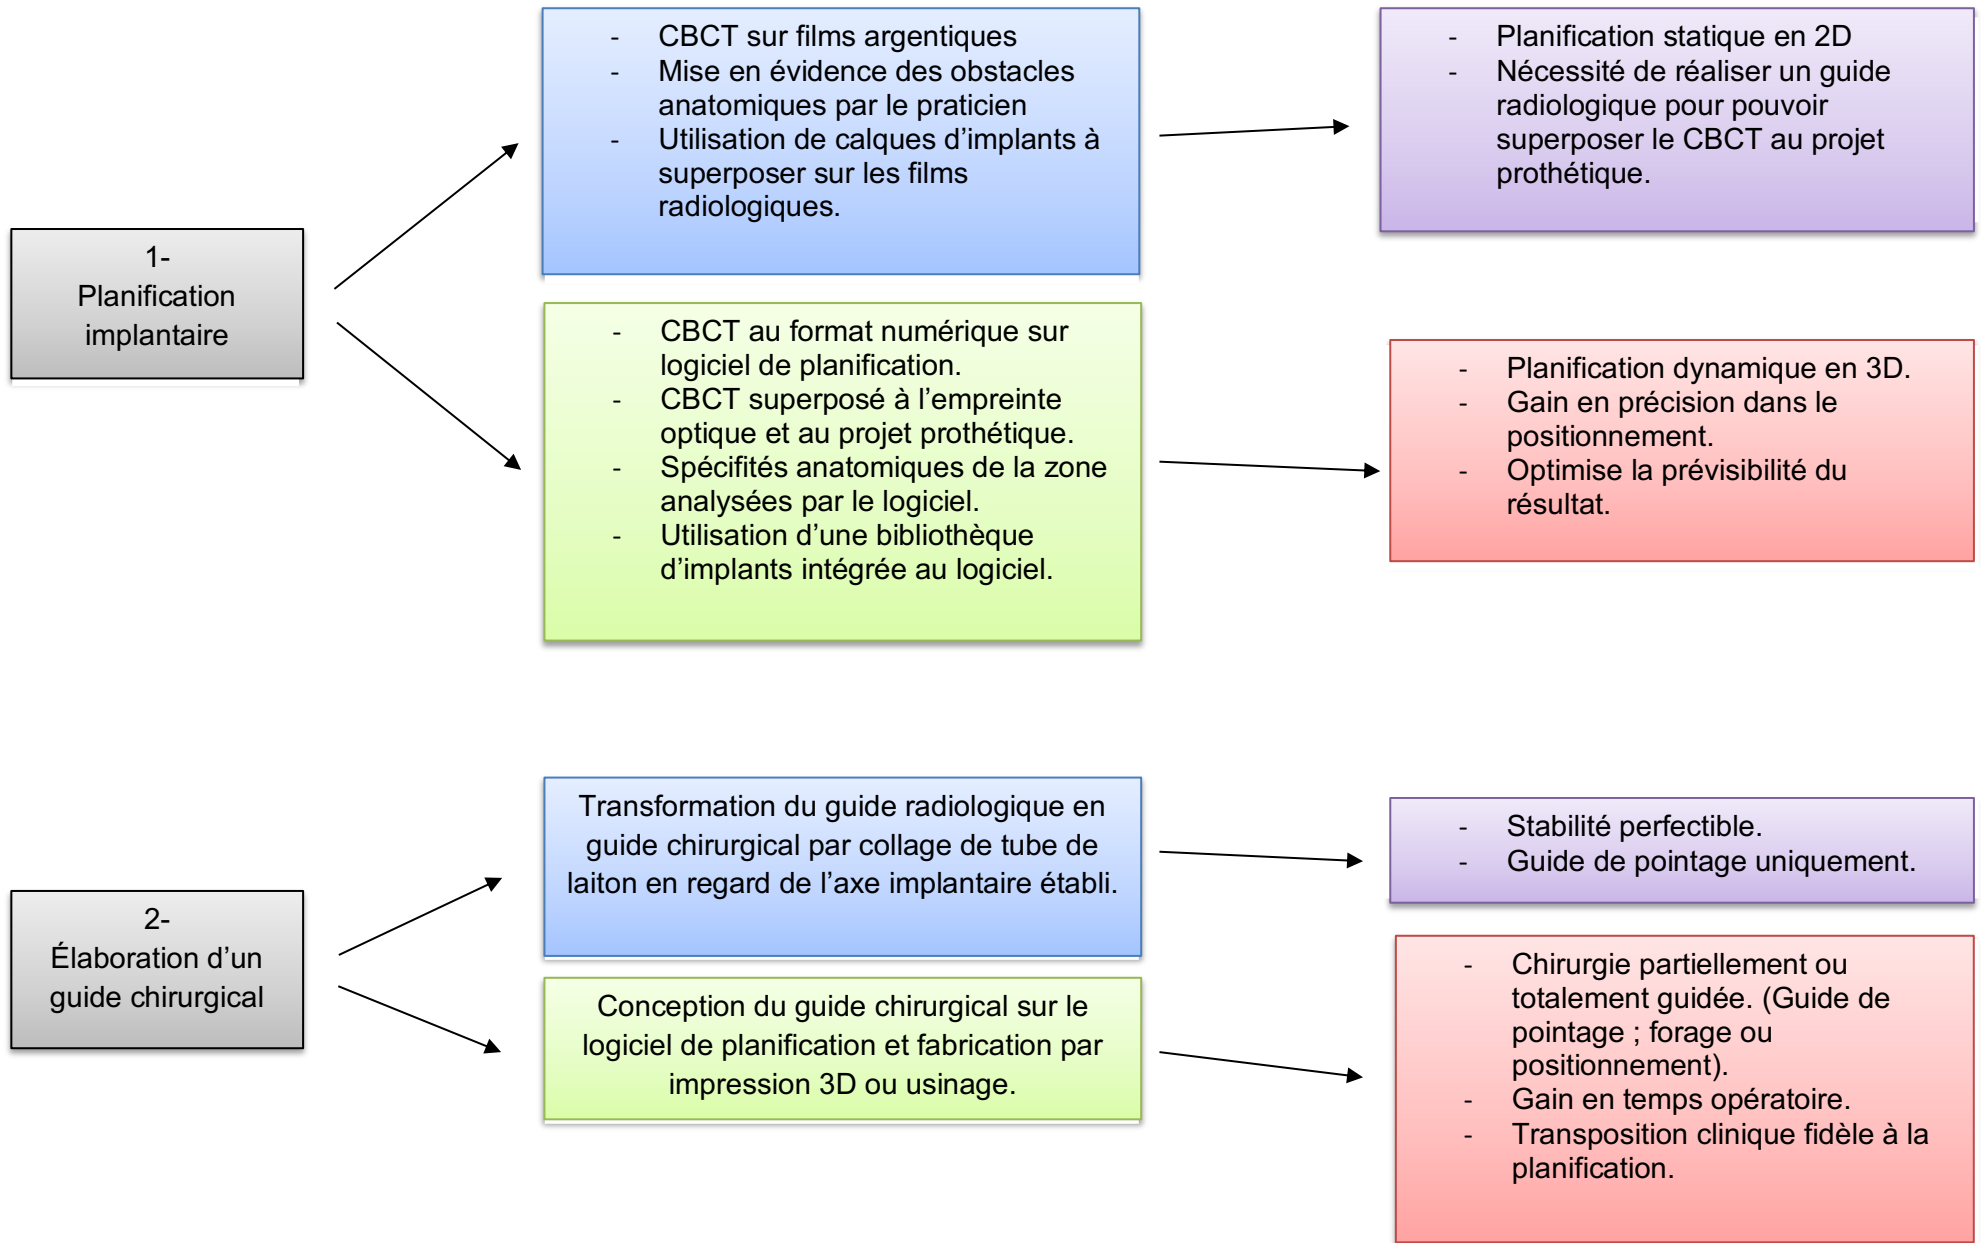 1-
Planification
implantaire
- CBCT sur films argentiques
- Mise en évidence des obstacles
anatomiques par le praticien
- Utilisation de calques d’implants à
superposer sur les films
radiologiques.
- Planification statique en 2D
- Nécessité de réaliser un guide
radiologique pour pouvoir
superposer le CBCT au projet
prothétique.
- CBCT au format numérique sur
logiciel de planification.
- CBCT superposé à l’empreinte
optique et au projet prothétique.
- Spécifités anatomiques de la zone
analysées par le logiciel.
- Utilisation d’une bibliothèque
d’implants intégrée au logiciel.
- Planification dynamique en 3D.
- Gain en précision dans le
positionnement.
- Optimise la prévisibilité du
résultat.
2-
Élaboration d’un
guide chirurgical
Transformation du guide radiologique en
guide chirurgical par collage de tube de
laiton en regard de l’axe implantaire établi.
- Stabilité perfectible.
- Guide de pointage uniquement.
Conception du guide chirurgical sur le
logiciel de planification et fabrication par
impression 3D ou usinage.
- Chirurgie partiellement ou
totalement guidée. (Guide de
pointage ; forage ou
positionnement).
- Gain en temps opératoire.
- Transposition clinique fidèle à la
planification.